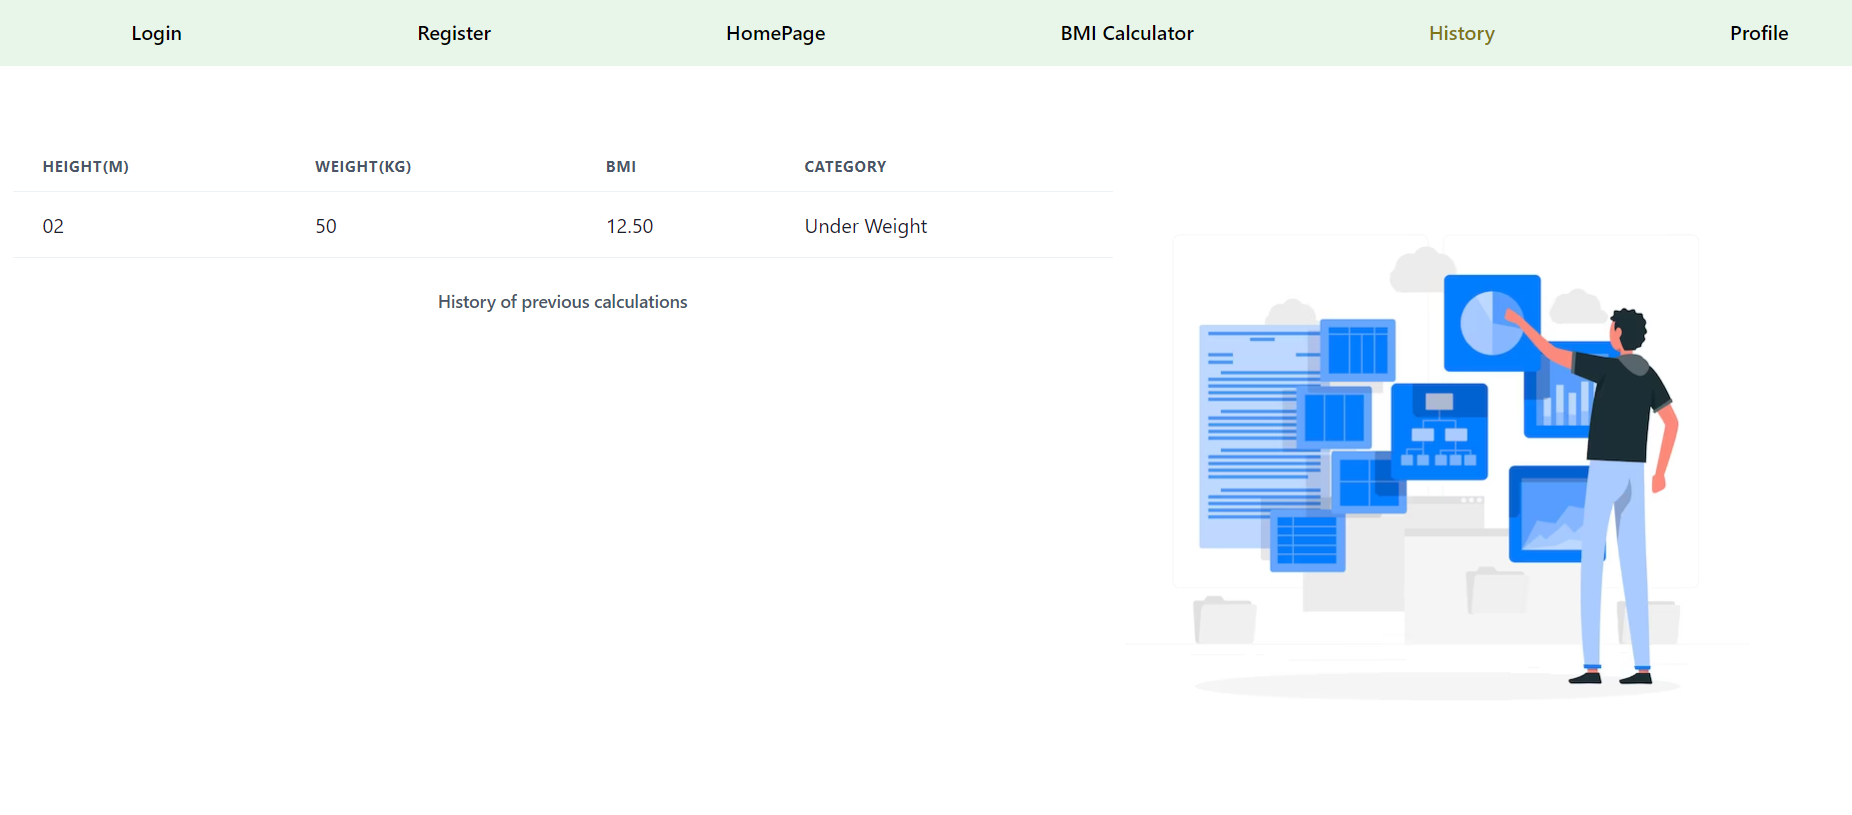 Login Register HomePage BMI Calculator History Profile
HEIGHT(M) WEIGHT(KG) BMI CATEGORY
02 50 12.50 Under Weight
History of previous calculations